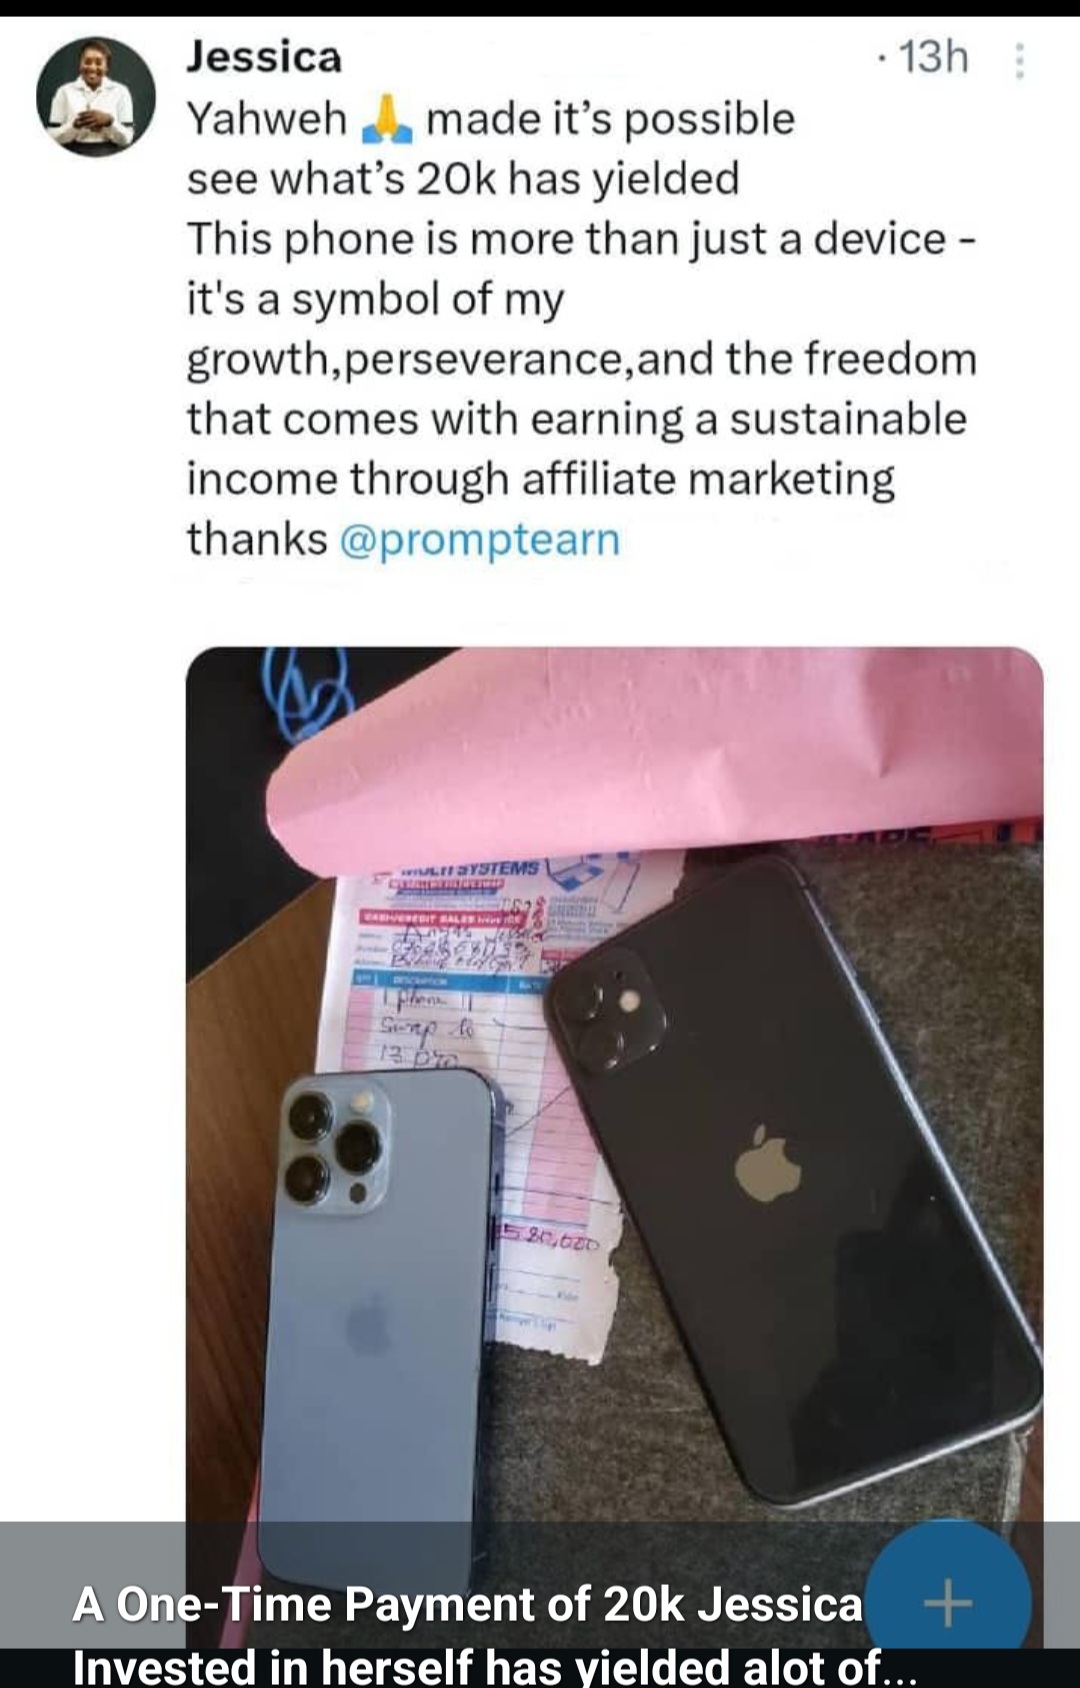 Jessica
· 13h
Yahweh 🙏 made it's possible
see what's 20k has yielded
This phone is more than just a device -
it's a symbol of my
growth,perseverance,and the freedom
that comes with earning a sustainable
income through affiliate marketing
thanks @promptearn
MULTI SYSTEMS
CASH/CREDIT SALES INVOICE
DESCRIPTION
1 phone 11
Swap to
13 pro
580,000
A One-Time Payment of 20k Jessica
Invested in herself has yielded alot of...